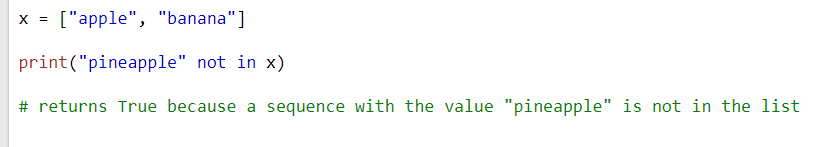 x = ["apple", "banana"]
print("pineapple" not in x)
# returns True because a sequence with the value "pineapple" is not in the list